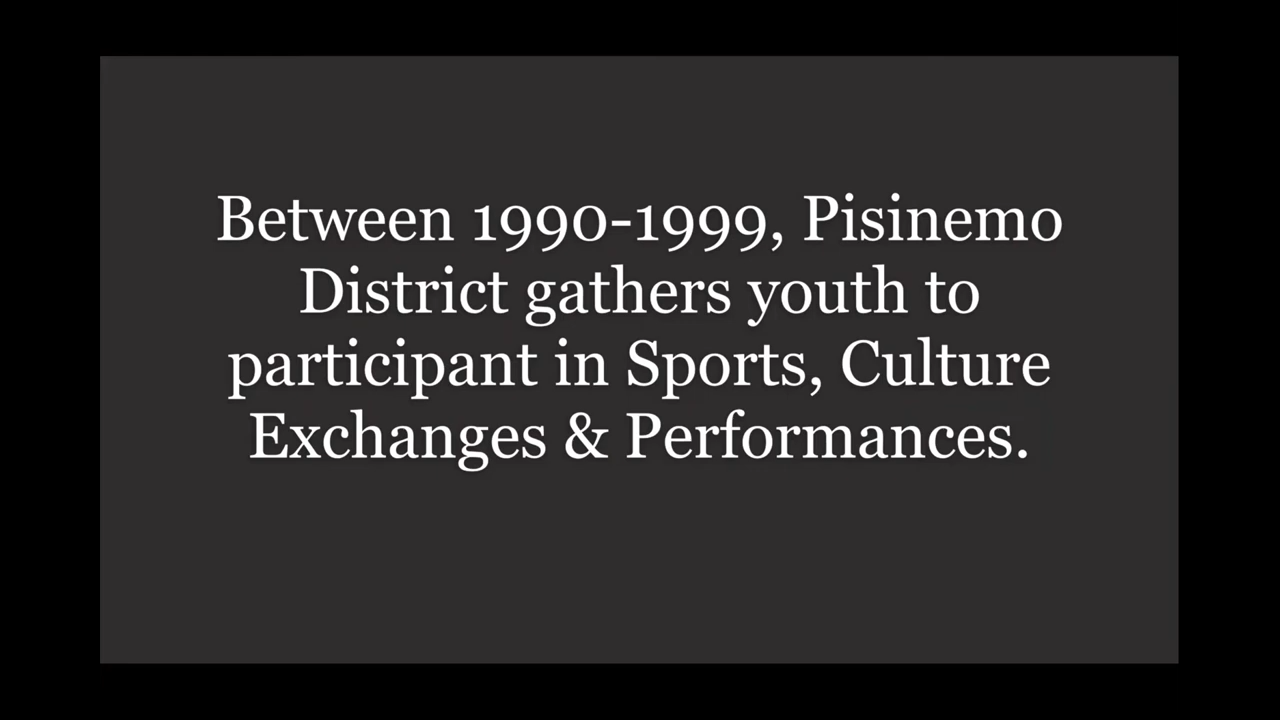 Between 1990-1999, Pisinemo
District gathers youth to
participant in Sports, Culture
Exchanges & Performances.